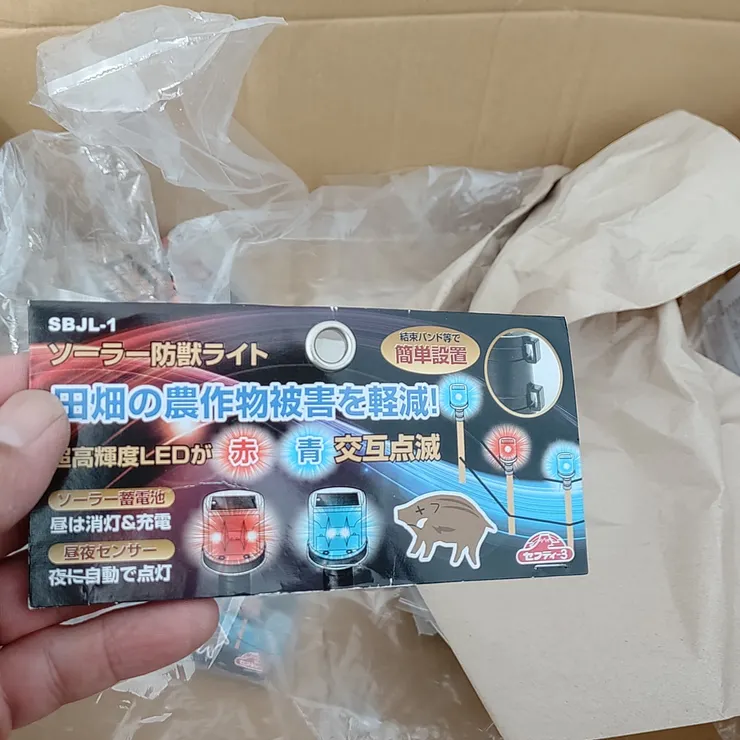 SBJL-1
ソーラー防獣ライト
結束バンド等で
簡単設置
田畑の農作物被害を軽減!
超高輝度LEDが 赤 青 交互点滅
ソーラー蓄電池
昼は消灯&充電
昼夜センサー
夜に自動で点灯
セフティー3